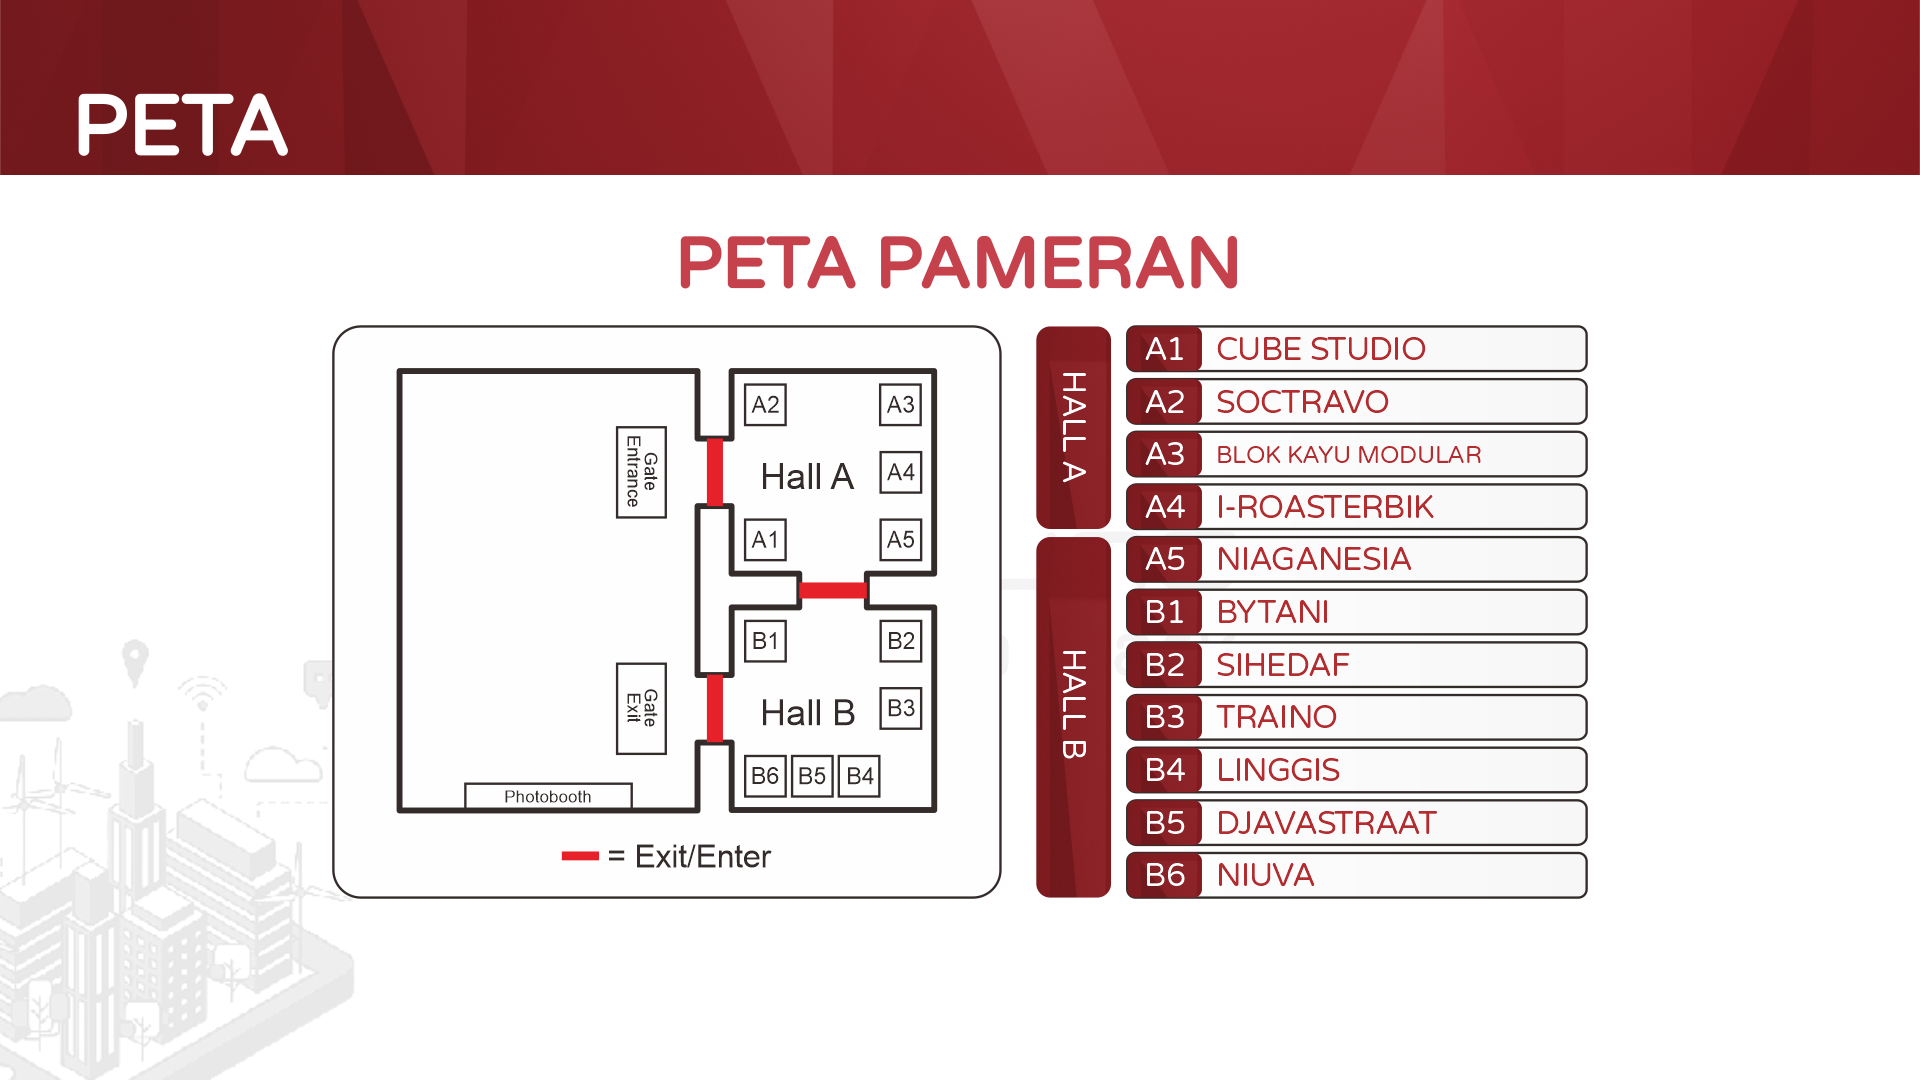 PETA
PETA PAMERAN
A2
A3
Gate
Entrance
Hall A
A4
A1
A5
B1
B2
Gate
Exit
Hall B
B3
B6
B5
B4
Photobooth
= Exit/Enter
HALL A
HALL B
A1 CUBE STUDIO
A2 SOCTRAVO
A3 BLOK KAYU MODULAR
A4 I-ROASTERBIK
A5 NIAGANESIA
B1 BYTANI
B2 SIHEDAF
B3 TRAINO
B4 LINGGIS
B5 DJAVASTRAAT
B6 NIUVA